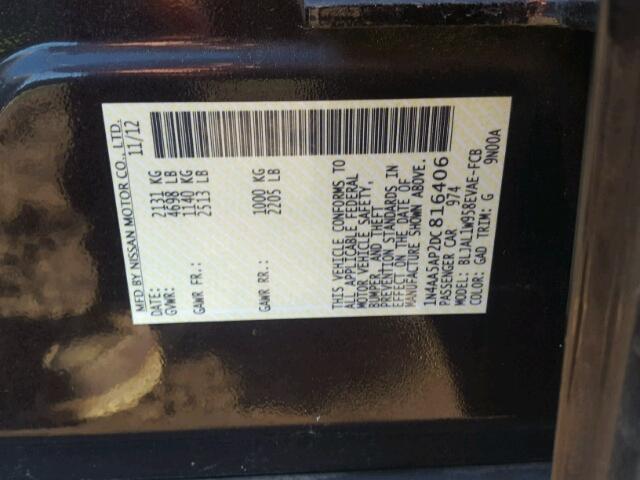 MFD BY NISSAN MOTOR CO., LTD.
DATE: 11/12
GVWR: 2131 KG
4698 LB
GAWR FR.: 1140 KG
2513 LB
GAWR RR.: 1000 KG
2205 LB
THIS VEHICLE CONFORMS TO
ALL APPLICABLE FEDERAL
MOTOR VEHICLE SAFETY,
BUMPER, AND THEFT
PREVENTION STANDARDS IN
EFFECT ON THE DATE OF
MANUFACTURE SHOWN ABOVE.
1N4AA5AP2DC816406
PASSENGER CAR 974
MODEL: BLJALLW958EVAE-FCB
COLOR: GAD TRIM: G 9N00A